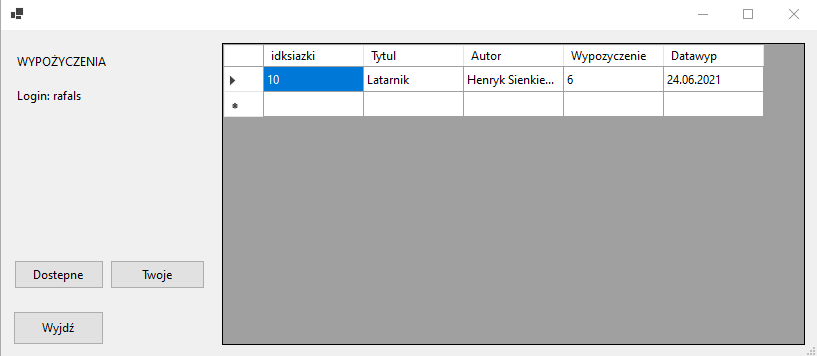 WYPOŻYCZENIA
Login: rafals
idksiazki Tytul Autor Wypozyczenie Datawyp
10 Latarnik Henryk Sienkie... 6 24.06.2021
Dostepne Twoje
Wyjdź